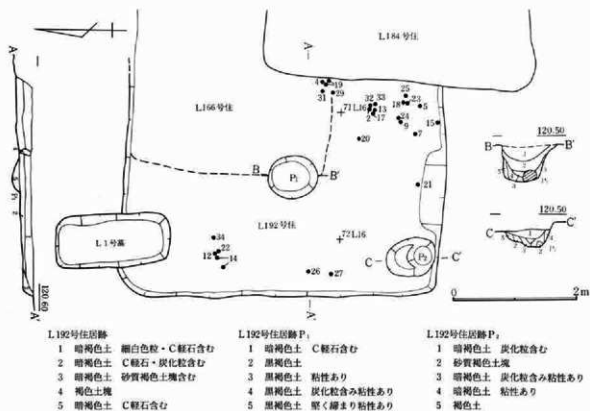 L184号住
L166号住
L192号住
L1号墓
71L16
72L16
P₁
P₂
A
A'
A
A'
B
B'
C
C'
4
19
31
29
32
33
13
2
17
25
18
23
5
24
9
15
7
20
21
34
22
12
14
26
27
120.60
B
120.50
B'
C
120.50
C'
0
2m
L192号住居跡
1 暗褐色土 細白色粒・C軽石含む
2 暗褐色土 C軽石・炭化粒含む
3 暗褐色土 砂質褐色土塊含む
4 褐色土塊
5 暗褐色土 C軽石含む
L192号住居跡P₁
1 暗褐色土 C軽石含む
2 黒褐色土
3 黒褐色土 粘性あり
4 黒褐色土 炭化粒含み粘性あり
5 黒褐色土 堅く締まり粘性あり
L192号住居跡P₂
1 暗褐色土 炭化粒含む
2 砂質褐色土塊
3 暗褐色土 炭化粒含み粘性あり
4 暗褐色土 粘性あり
5 褐色土